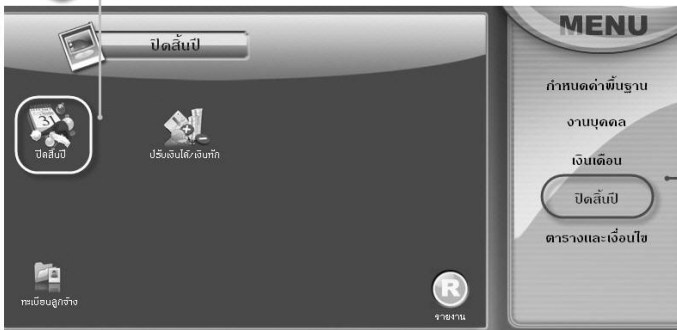 ปิดสิ้นปี
31
ปิดสิ้นปี
ปรับเงินได้/เงินหัก
ทะเบียนลูกจ้าง
R
รายงาน
MENU
กำหนดค่าพื้นฐาน
งานบุคคล
เงินเดือน
ปิดสิ้นปี
ตารางและเงื่อนไข